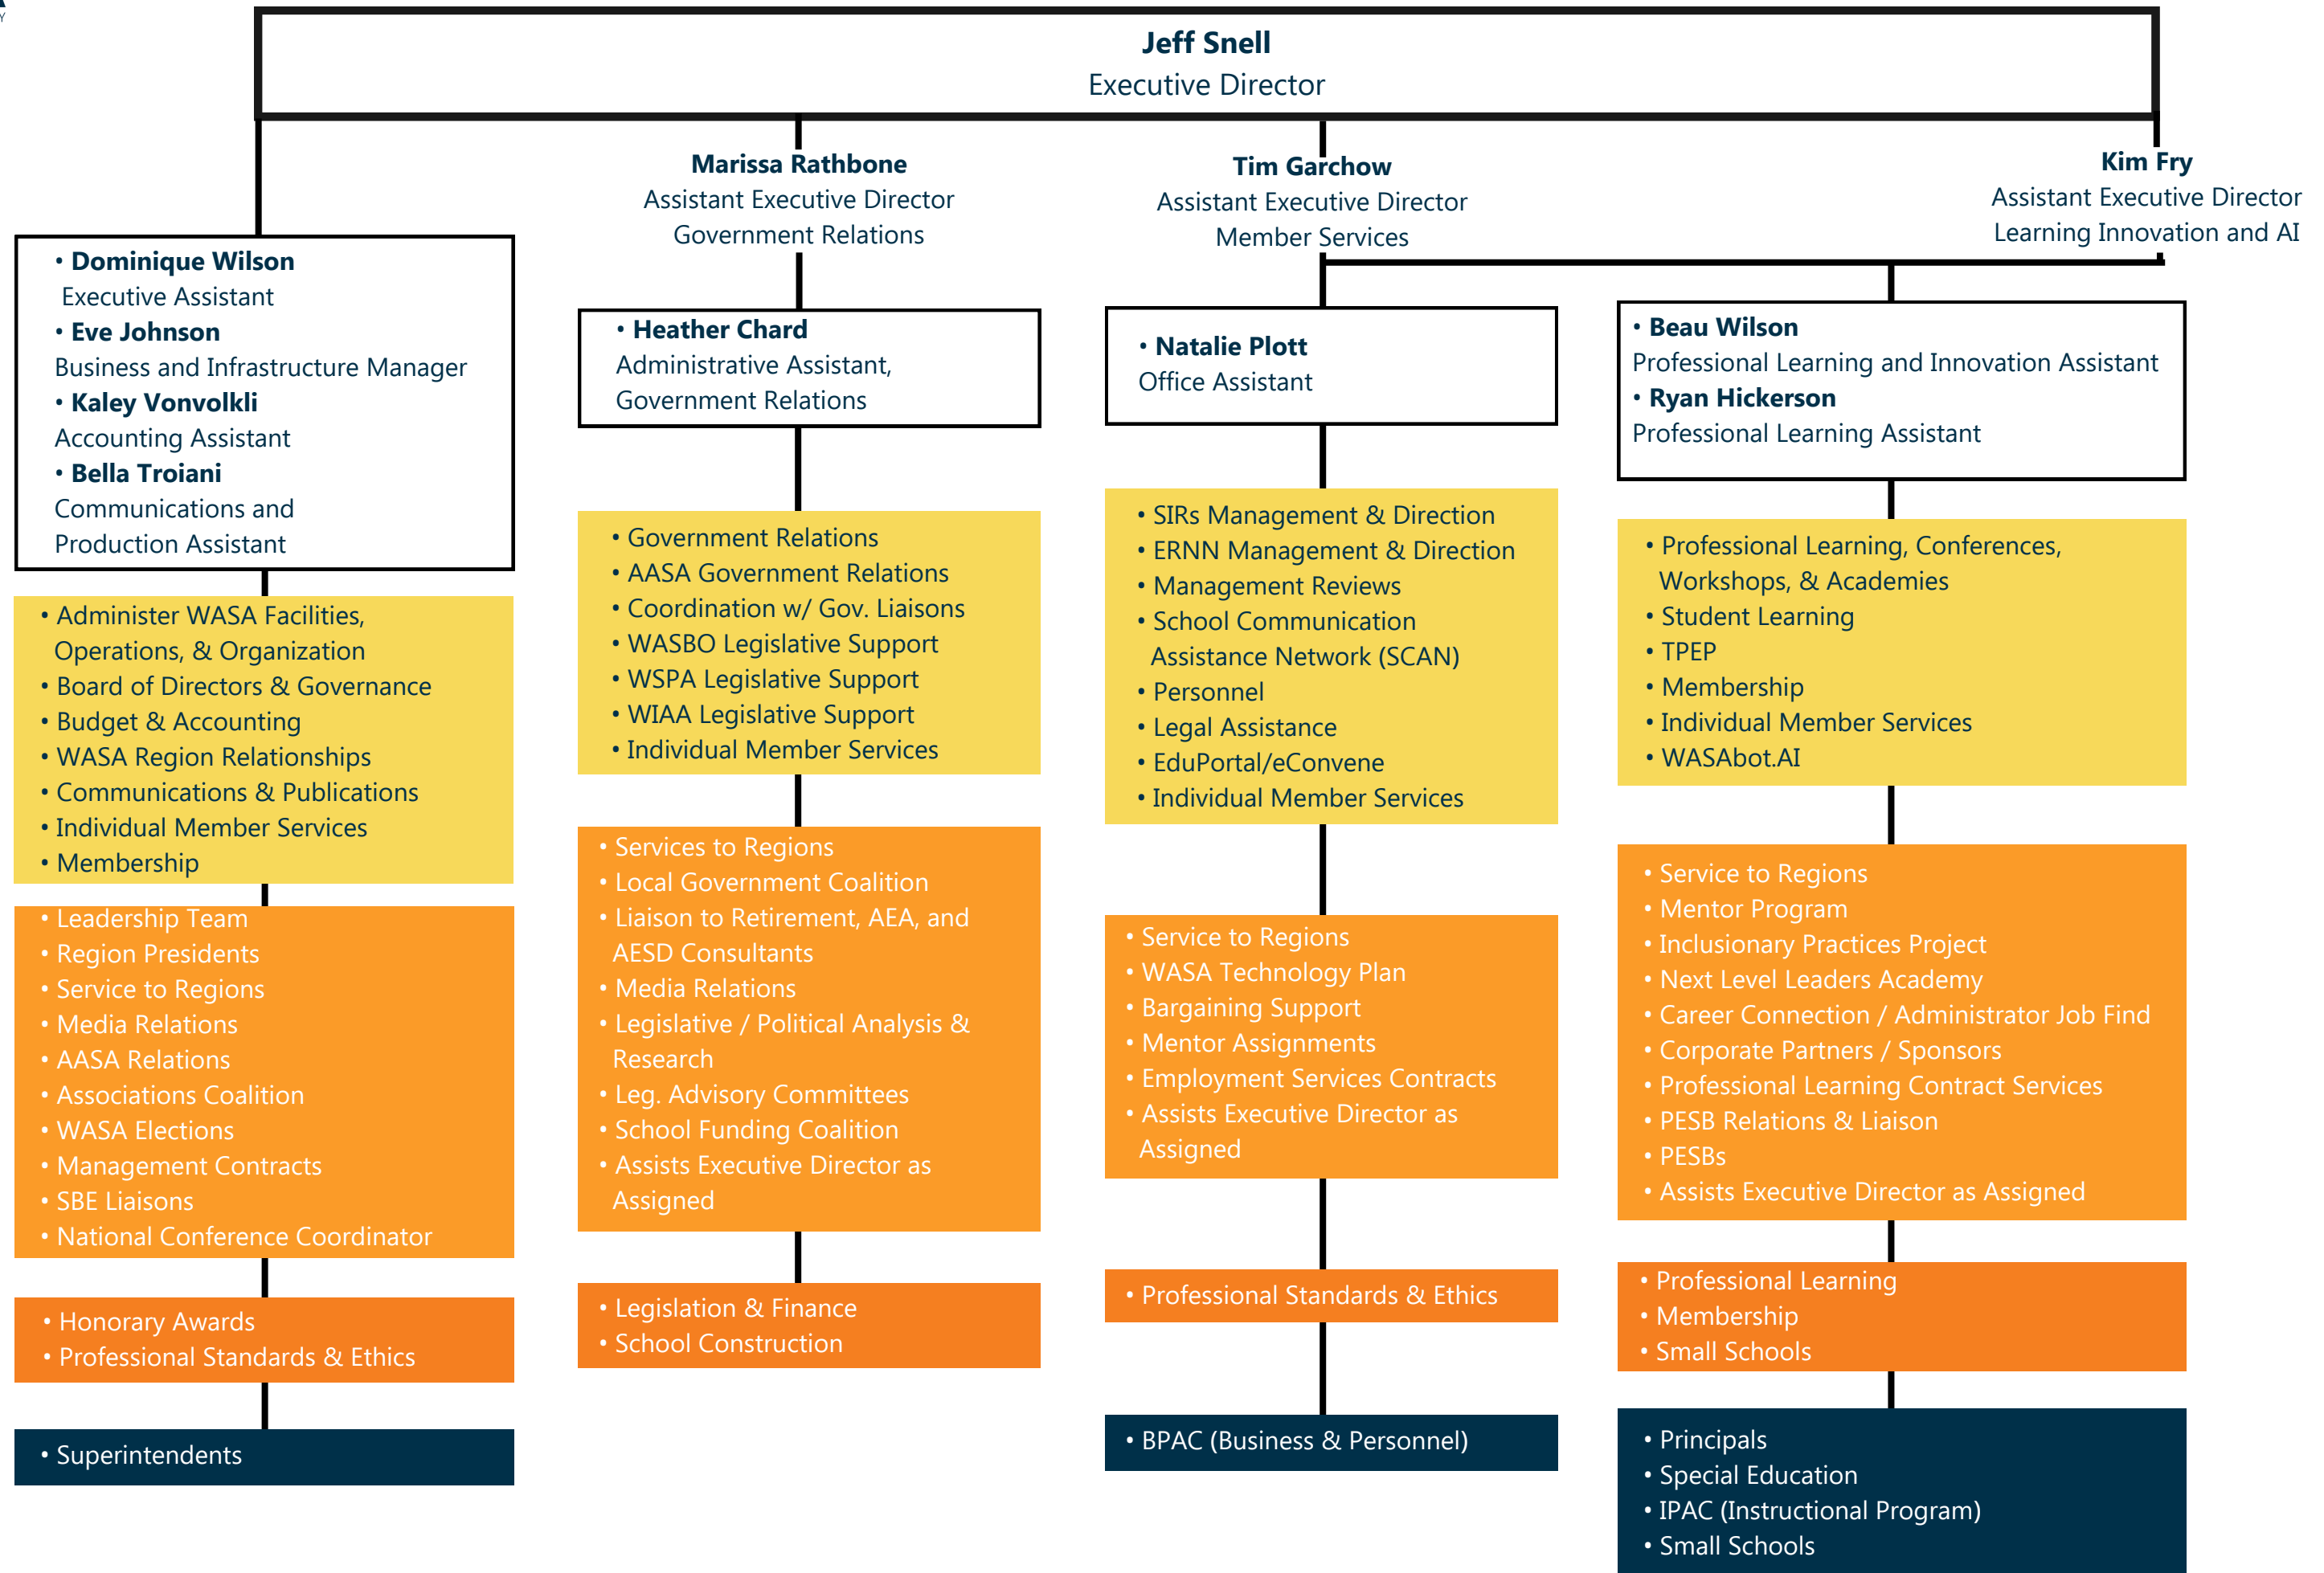 Jeff Snell
Executive Director
Marissa Rathbone
Assistant Executive Director
Government Relations
Tim Garchow
Assistant Executive Director
Member Services
Kim Fry
Assistant Executive Director
Learning Innovation and AI
• Dominique Wilson
Executive Assistant
• Eve Johnson
Business and Infrastructure Manager
• Kaley Vonvolkli
Accounting Assistant
• Bella Troiani
Communications and
Production Assistant
• Administer WASA Facilities,
Operations, & Organization
• Board of Directors & Governance
• Budget & Accounting
• WASA Region Relationships
• Communications & Publications
• Individual Member Services
• Membership
• Leadership Team
• Region Presidents
• Service to Regions
• Media Relations
• AASA Relations
• Associations Coalition
• WASA Elections
• Management Contracts
• SBE Liaisons
• National Conference Coordinator
• Honorary Awards
• Professional Standards & Ethics
• Superintendents
• Heather Chard
Administrative Assistant,
Government Relations
• Government Relations
• AASA Government Relations
• Coordination w/ Gov. Liaisons
• WASBO Legislative Support
• WSPA Legislative Support
• WIAA Legislative Support
• Individual Member Services
• Services to Regions
• Local Government Coalition
• Liaison to Retirement, AEA, and
AESD Consultants
• Media Relations
• Legislative / Political Analysis &
Research
• Leg. Advisory Committees
• School Funding Coalition
• Assists Executive Director as
Assigned
• Legislation & Finance
• School Construction
• Natalie Plott
Office Assistant
• SIRs Management & Direction
• ERNN Management & Direction
• Management Reviews
• School Communication
Assistance Network (SCAN)
• Personnel
• Legal Assistance
• EduPortal/eConvene
• Individual Member Services
• Service to Regions
• WASA Technology Plan
• Bargaining Support
• Mentor Assignments
• Employment Services Contracts
• Assists Executive Director as
Assigned
• Professional Standards & Ethics
• BPAC (Business & Personnel)
• Beau Wilson
Professional Learning and Innovation Assistant
• Ryan Hickerson
Professional Learning Assistant
• Professional Learning, Conferences,
Workshops, & Academies
• Student Learning
• TPEP
• Membership
• Individual Member Services
• WASAbot.AI
• Service to Regions
• Mentor Program
• Inclusionary Practices Project
• Next Level Leaders Academy
• Career Connection / Administrator Job Find
• Corporate Partners / Sponsors
• Professional Learning Contract Services
• PESB Relations & Liaison
• PESBs
• Assists Executive Director as Assigned
• Professional Learning
• Membership
• Small Schools
• Principals
• Special Education
• IPAC (Instructional Program)
• Small Schools